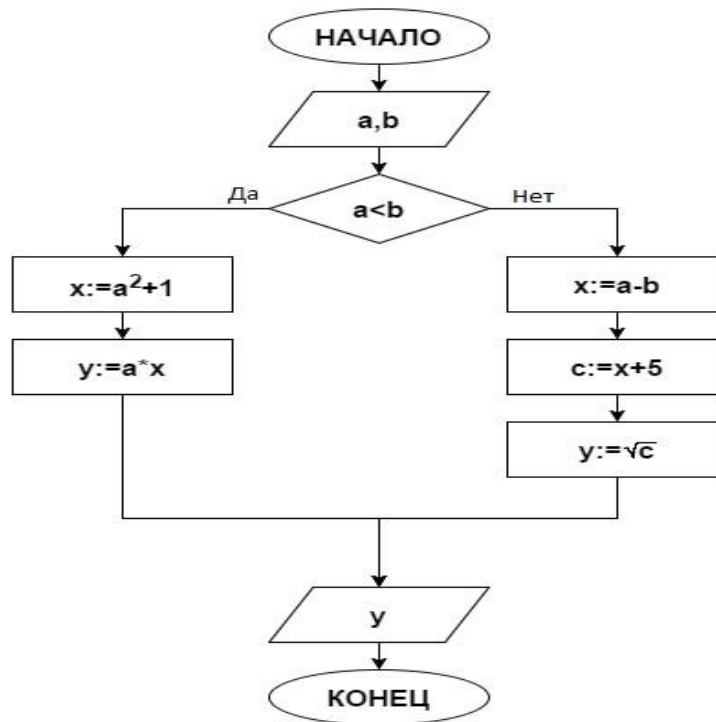 НАЧАЛО
a,b
Да
a<b
Нет
x:=a²+1
y:=a*x
x:=a-b
c:=x+5
y:=√c
y
КОНЕЦ